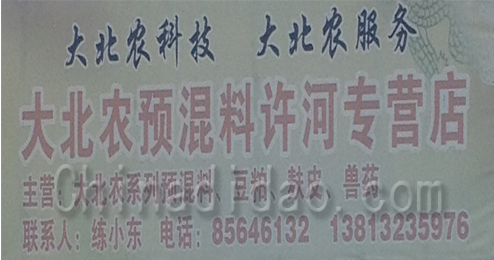 大北农科技 大北农服务
大北农预混料许河专营店
主营：大北农系列预混料、豆粕、麸皮、兽药
Chinadidao.com
联系人：练小东 电话：85646132 13813235976